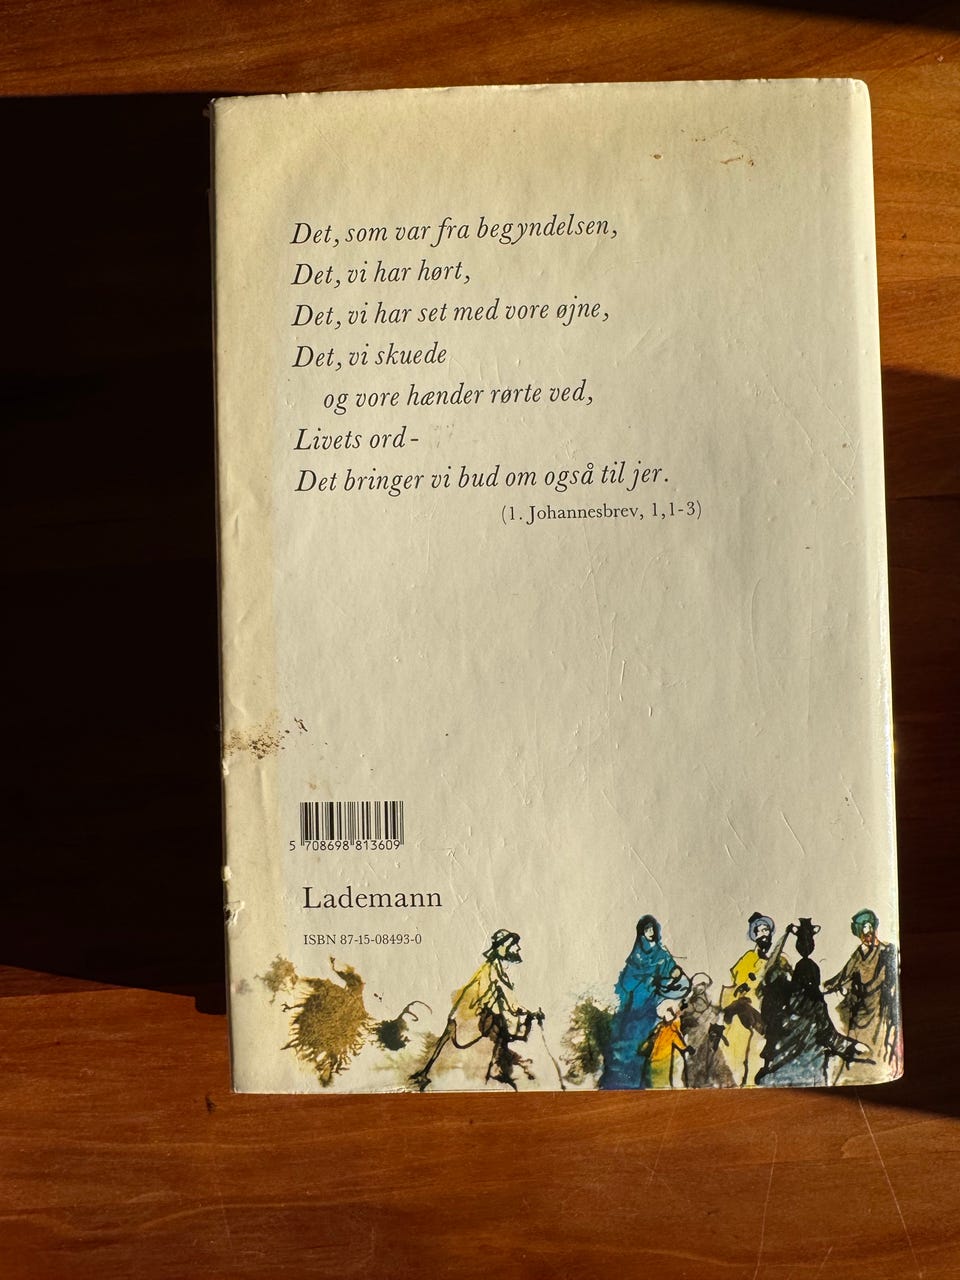 Det, som var fra begyndelsen,
Det, vi har hørt,
Det, vi har set med vore øjne,
Det, vi skuede
og vore hænder rørte ved,
Livets ord -
Det bringer vi bud om også til jer.
(1. Johannesbrev, 1,1-3)
5 708698 813609
Lademann
ISBN 87-15-08493-0